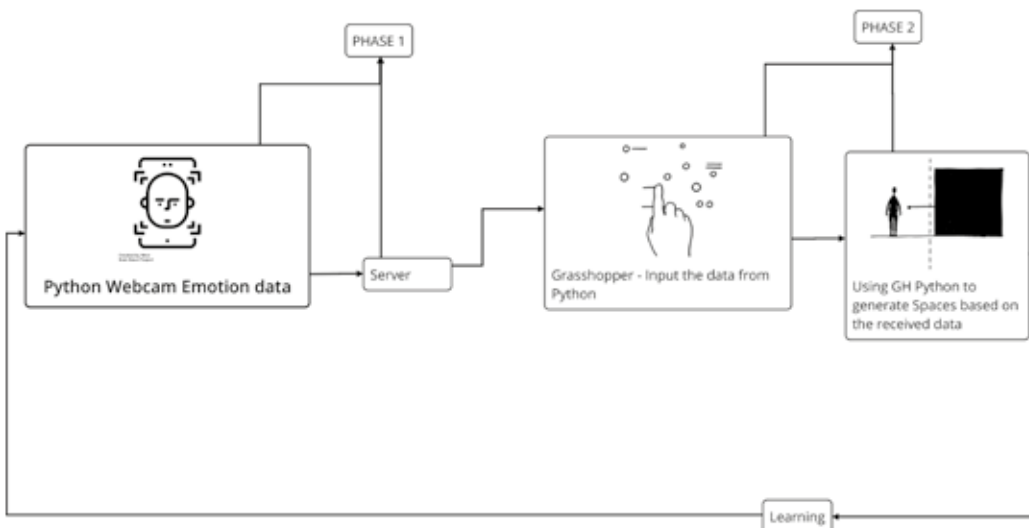 PHASE 1
PHASE 2
Python Webcam Emotion data
Server
Grasshopper - Input the data from
Python
Using GH Python to
generate Spaces based on
the received data
Learning